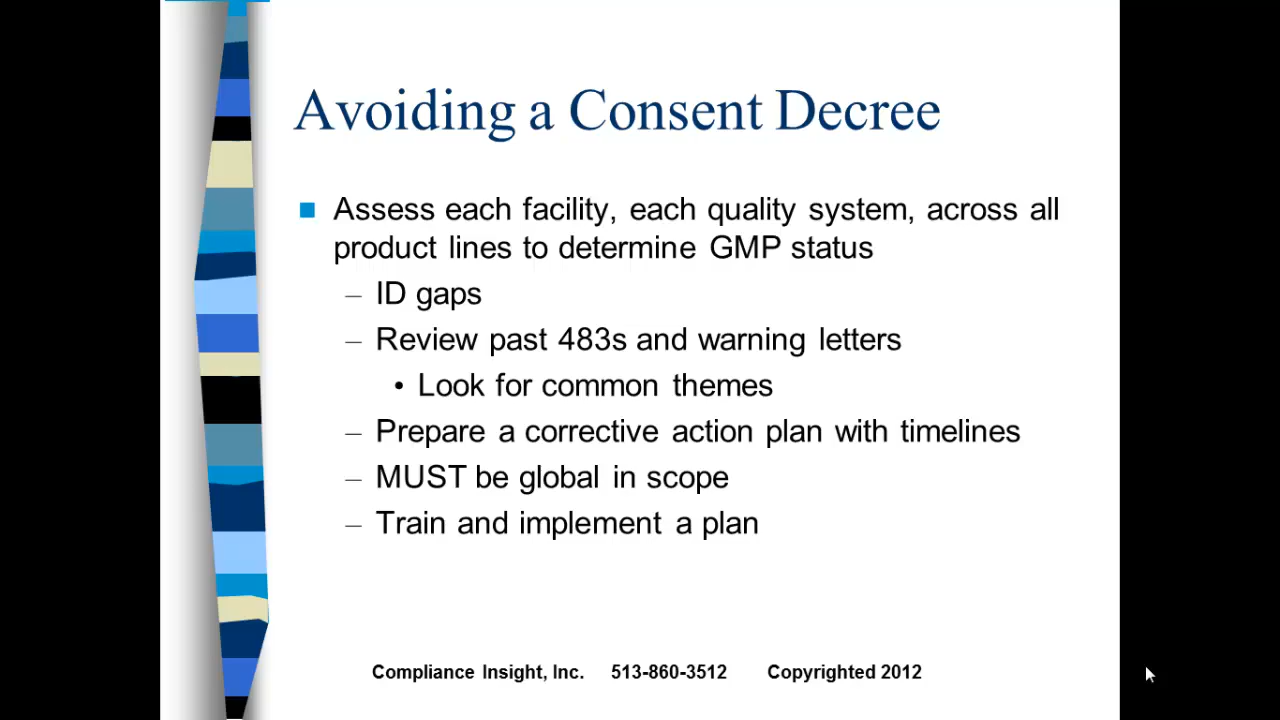 Avoiding a Consent Decree
Assess each facility, each quality system, across all
product lines to determine GMP status
– ID gaps
– Review past 483s and warning letters
• Look for common themes
– Prepare a corrective action plan with timelines
– MUST be global in scope
– Train and implement a plan
Compliance Insight, Inc. 513-860-3512 Copyrighted 2012